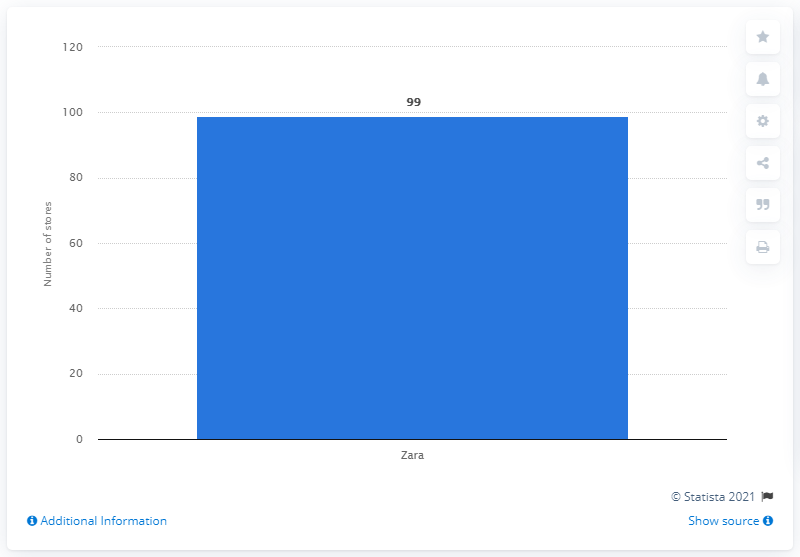 120
100
80
60
40
20
0
Number of stores
99
Zara
© Statista 2021
Additional Information
Show source